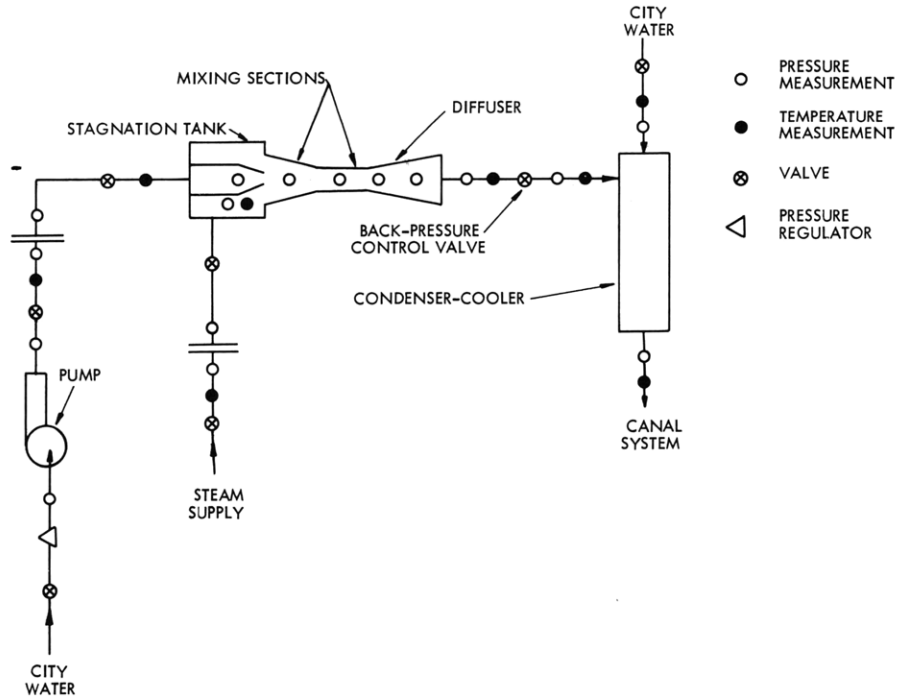 CITY
WATER
MIXING SECTIONS
DIFFUSER
STAGNATION TANK
PRESSURE
MEASUREMENT
TEMPERATURE
MEASUREMENT
VALVE
PRESSURE
REGULATOR
BACK-PRESSURE
CONTROL VALVE
CONDENSER-COOLER
PUMP
CANAL
SYSTEM
STEAM
SUPPLY
CITY
WATER